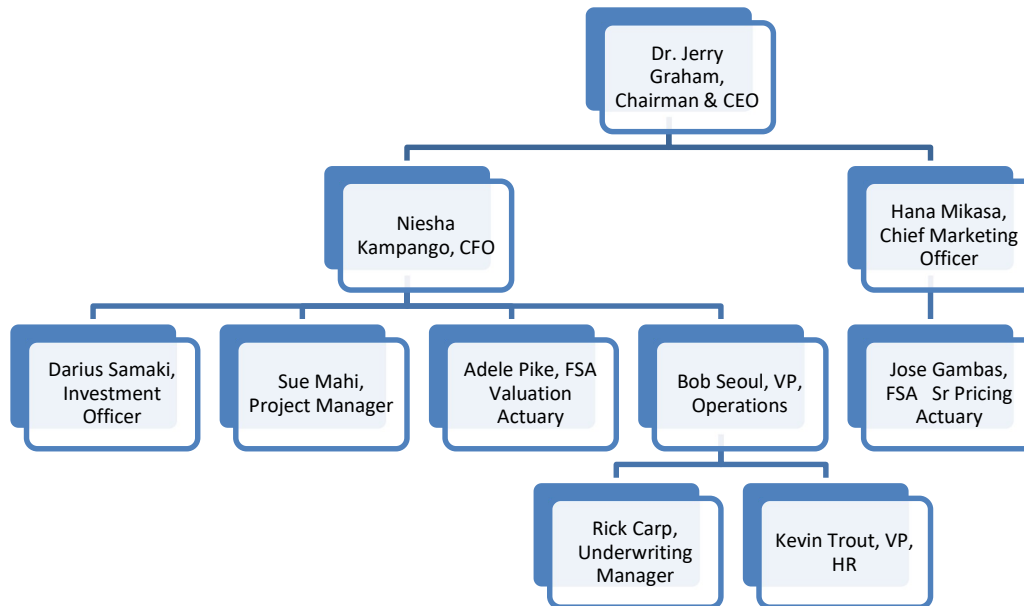 Dr. Jerry
Graham,
Chairman & CEO
Niesha
Kampango, CFO
Hana Mikasa,
Chief Marketing
Officer
Darius Samaki,
Investment
Officer
Sue Mahi,
Project Manager
Adele Pike, FSA
Valuation
Actuary
Bob Seoul, VP,
Operations
Jose Gambas,
FSA Sr Pricing
Actuary
Rick Carp,
Underwriting
Manager
Kevin Trout, VP,
HR